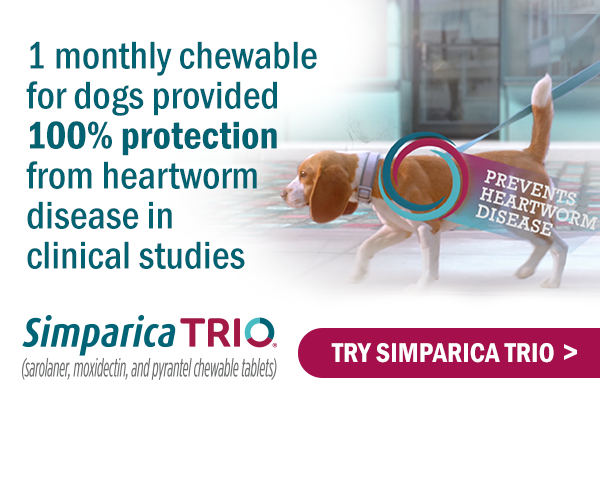 1 monthly chewable
for dogs provided
100% protection
from heartworm
disease in
clinical studies
PREVENTS
HEARTWORM
DISEASE
Simparica TRIO®
(sarolaner, moxidectin, and pyrantel chewable tablets)
TRY SIMPARICA TRIO >